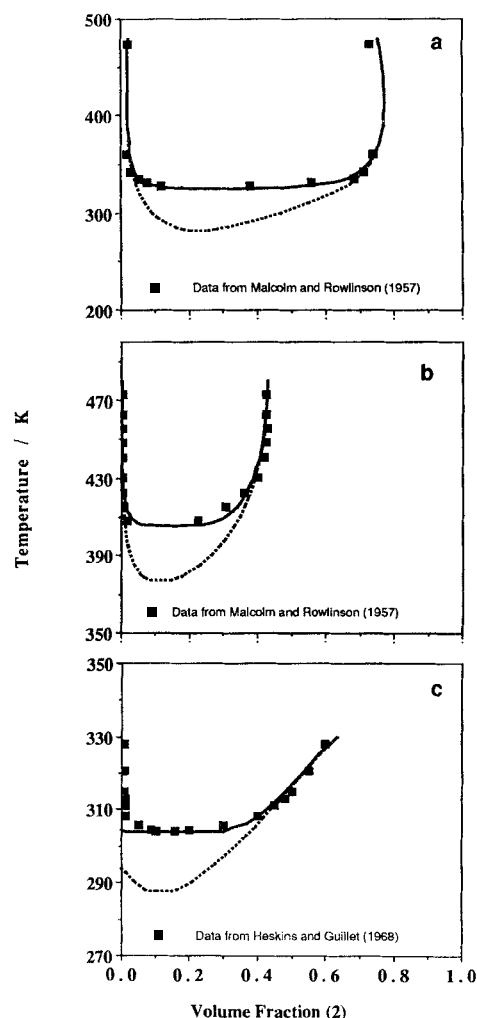 500
a
400
300
200
Data from Malcolm and Rowlinson (1957)
b
470
430
390
350
Data from Malcolm and Rowlinson (1957)
Temperature / K
350
c
330
310
290
270
Data from Heskins and Guillet (1968)
0.0 0.2 0.4 0.6 0.8 1.0
Volume Fraction (2)